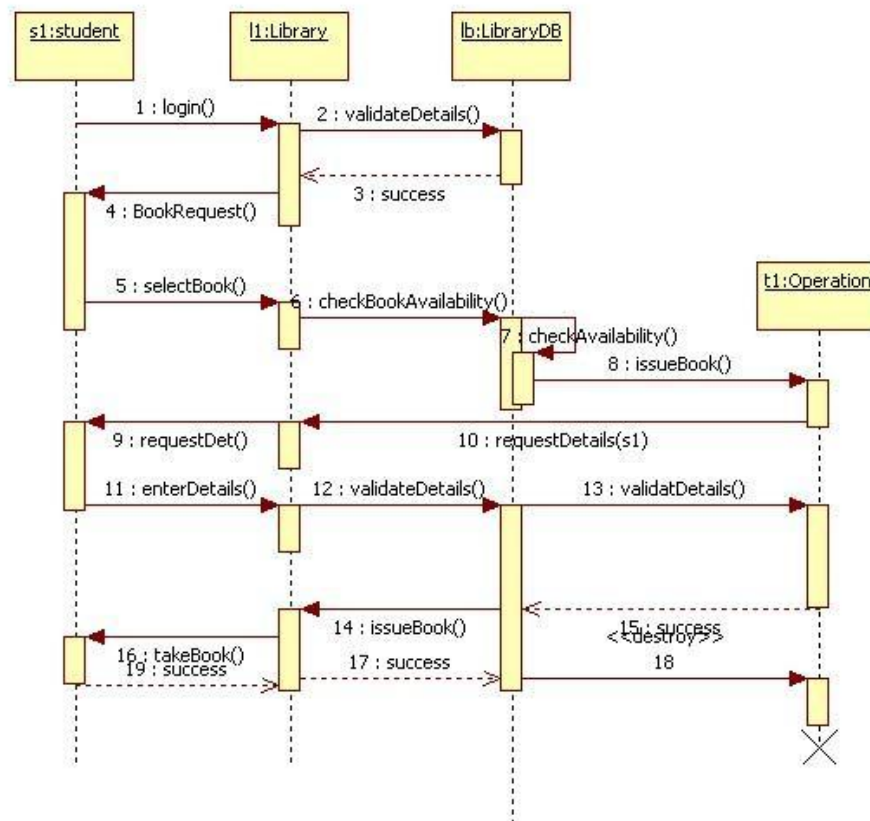 s1:student
l1:Library
lb:LibraryDB
1 : login()
2 : validateDetails()
3 : success
4 : BookRequest()
t1:Operation
5 : selectBook()
6 : checkBookAvailability()
7 : checkAvailability()
8 : issueBook()
9 : requestDet()
10 : requestDetails(s1)
11 : enterDetails()
12 : validateDetails()
13 : validatDetails()
14 : issueBook()
15 : success
<<destroy>>
16 : takeBook()
17 : success
18
19 : success